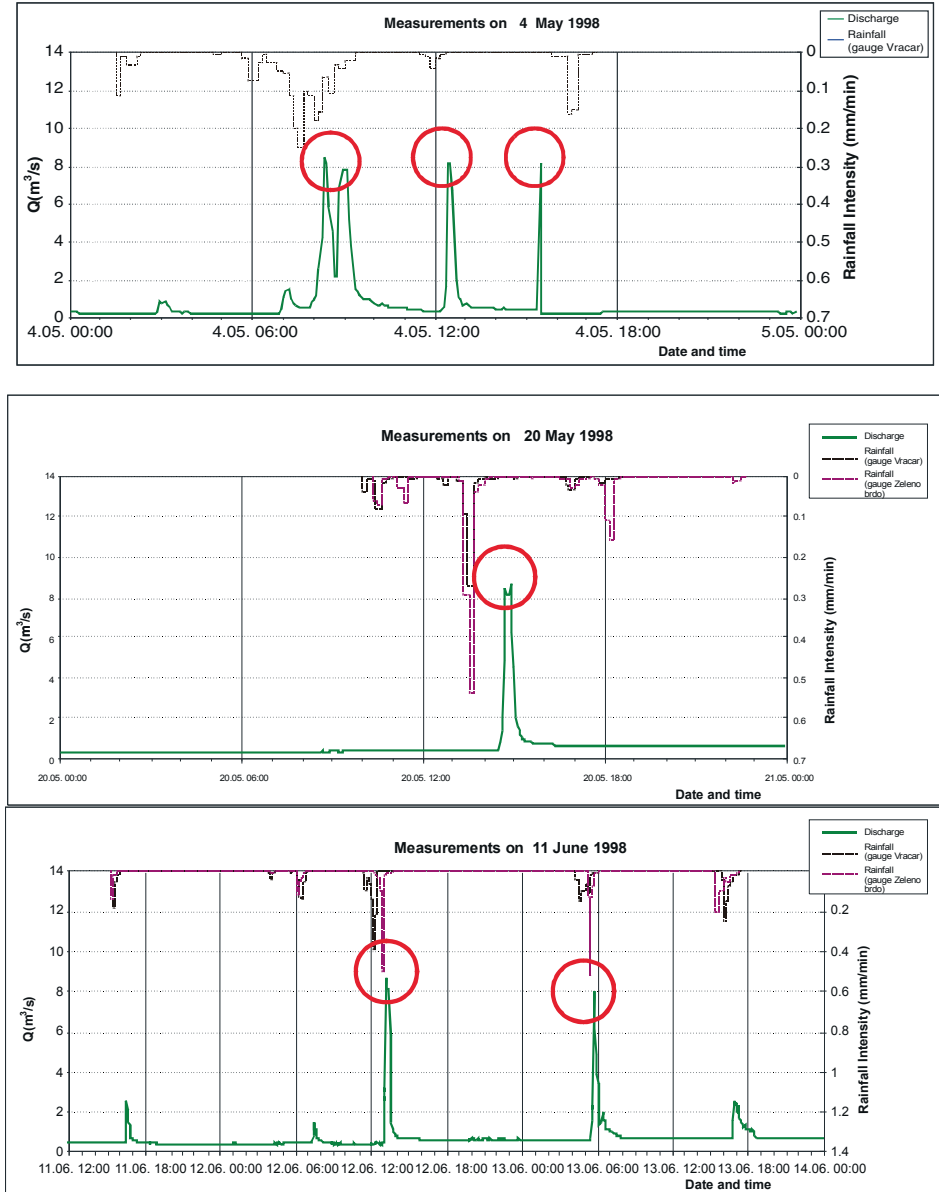 Measurements on 4 May 1998
Discharge
Rainfall
(gauge Vracar)
14
12
10
8
6
4
2
0
Q(m³/s)
0
0.1
0.2
0.3
0.4
0.5
0.6
0.7
Rainfall Intensity (mm/min)
4.05. 00:00
4.05. 06:00
4.05. 12:00
4.05. 18:00
5.05. 00:00
Date and time
Measurements on 20 May 1998
Discharge
Rainfall
(gauge Vracar)
Rainfall
(gauge Zeleno
brdo)
14
12
10
8
6
4
2
0
Q(m³/s)
0
0.1
0.2
0.3
0.4
0.5
0.6
0.7
Rainfall Intensity (mm/min)
20.05. 00:00
20.05. 06:00
20.05. 12:00
20.05. 18:00
21.05. 00:00
Date and time
Measurements on 11 June 1998
Discharge
Rainfall
(gauge Vracar)
Rainfall
(gauge Zeleno
brdo)
14
12
10
8
6
4
2
0
Q(m³/s)
0.2
0.4
0.6
0.8
1
1.2
1.4
Rainfall Intensity (mm/min)
11.06. 12:00
11.06. 18:00
12.06. 00:00
12.06. 06:00
12.06. 12:00
12.06. 18:00
13.06. 00:00
13.06. 06:00
13.06. 12:00
13.06. 18:00
14.06. 00:00
Date and time